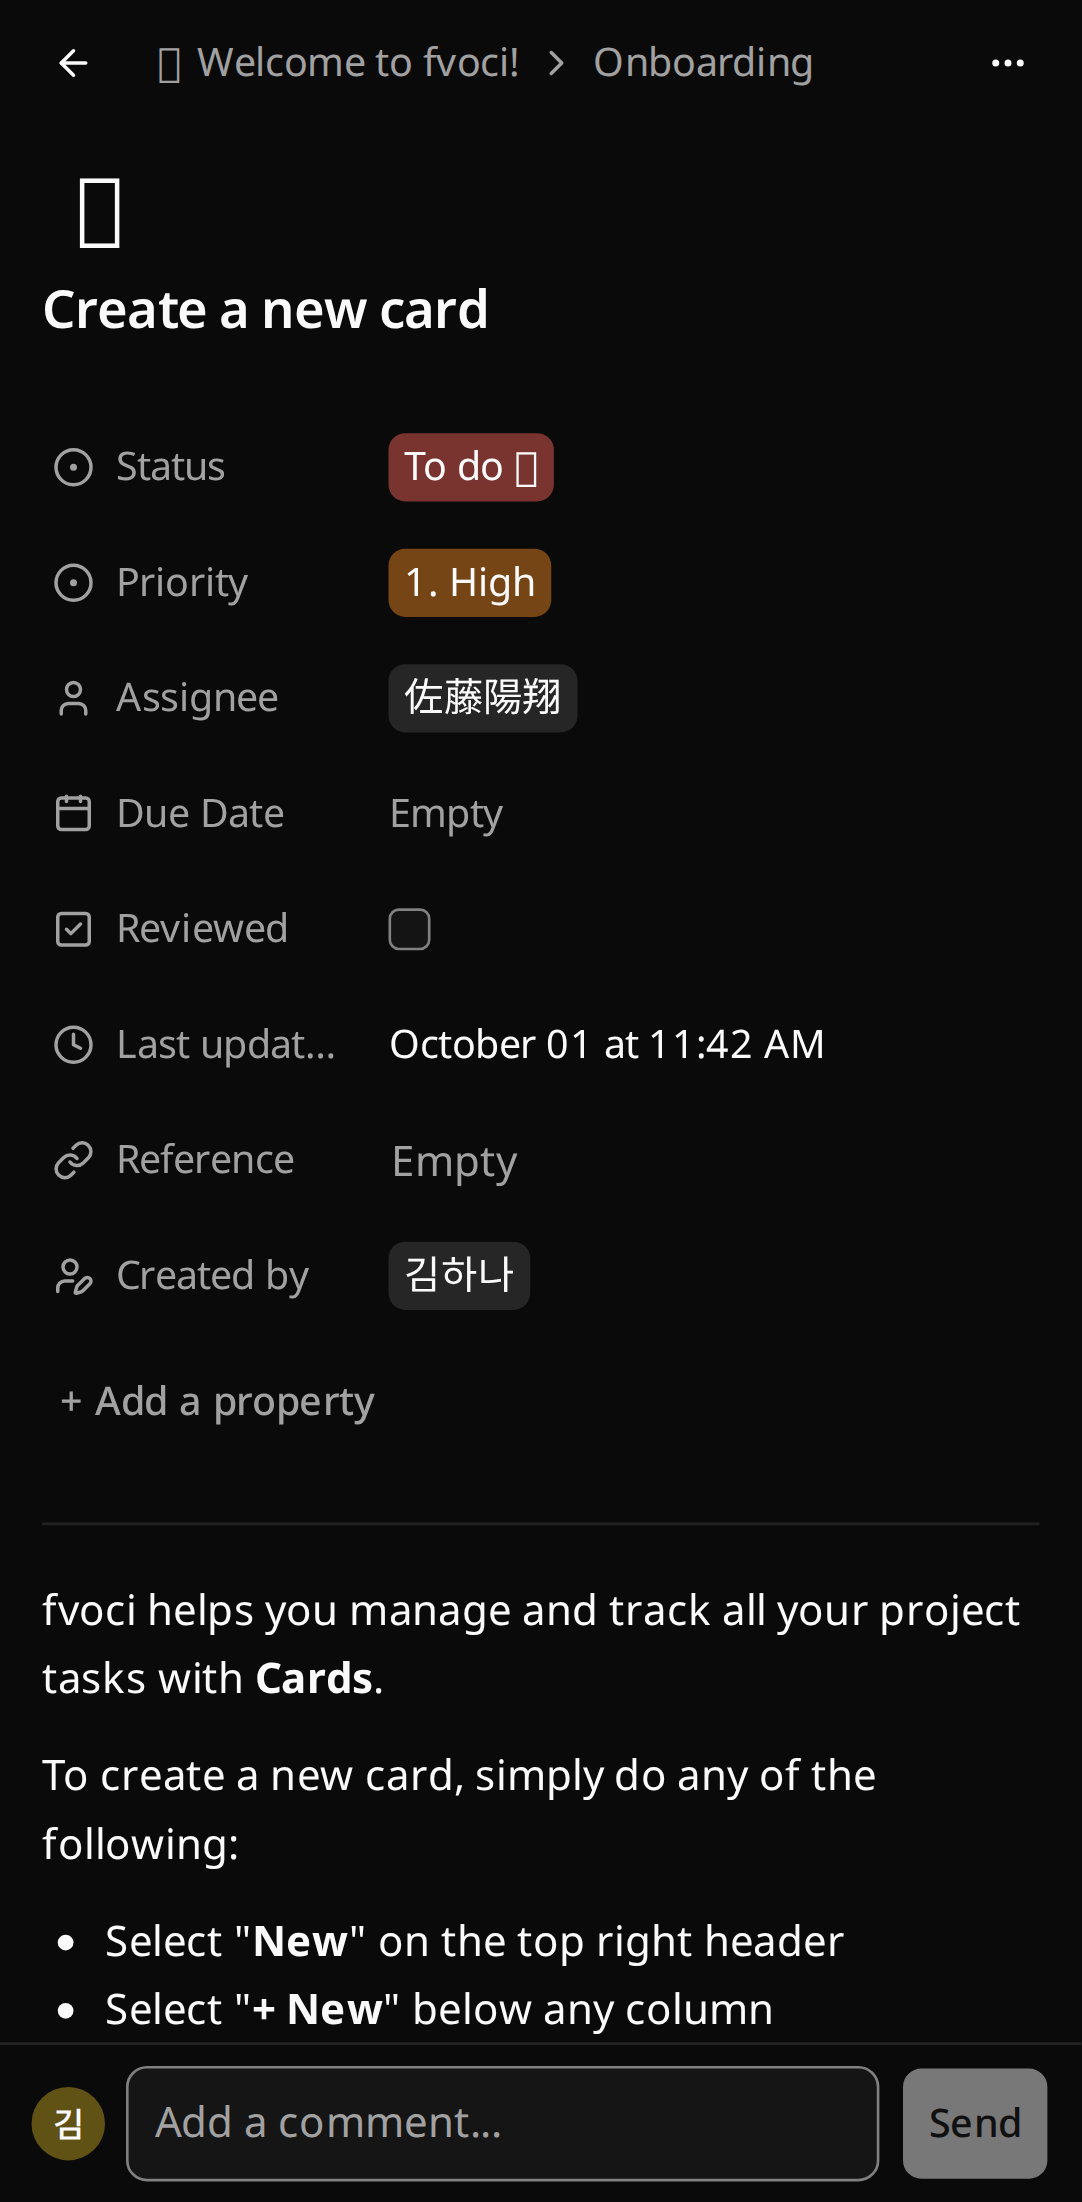 Welcome to fvoci! > Onboarding
Create a new card
Status To do
Priority 1. High
Assignee 佐藤陽翔
Due Date Empty
Reviewed
Last updat... October 01 at 11:42 AM
Reference Empty
Created by 김하나
+ Add a property
fvoci helps you manage and track all your project
tasks with Cards.
To create a new card, simply do any of the
following:
• Select "New" on the top right header
• Select "+ New" below any column
김 Add a comment... Send